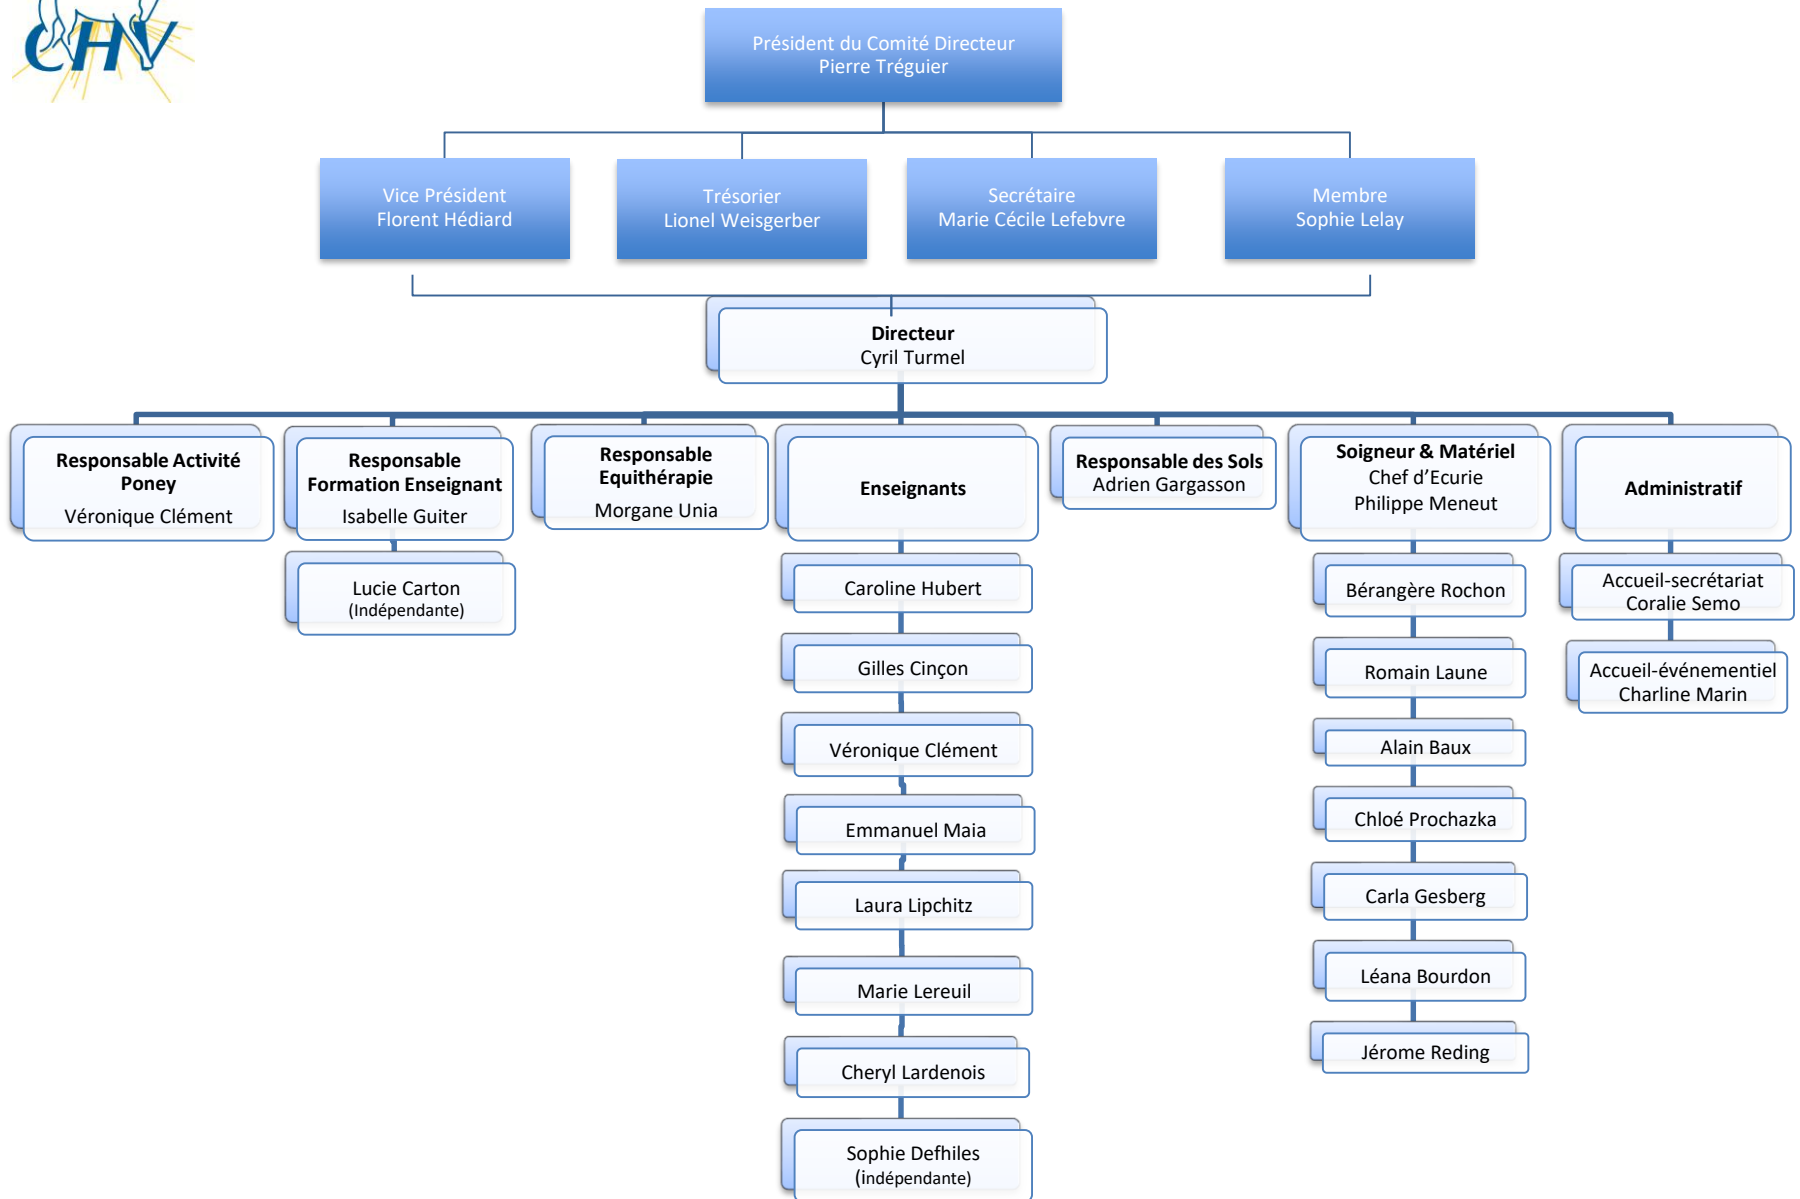 CHV
Président du Comité Directeur
Pierre Tréguier
Vice Président
Florent Hédiard
Trésorier
Lionel Weisgerber
Secrétaire
Marie Cécile Lefebvre
Membre
Sophie Lelay
Directeur
Cyril Turmel
Responsable Activité
Poney
Véronique Clément
Responsable
Formation Enseignant
Isabelle Guiter
Lucie Carton
(Indépendante)
Responsable
Equithérapie
Morgane Unia
Enseignants
Caroline Hubert
Gilles Cinçon
Véronique Clément
Emmanuel Maia
Laura Lipchitz
Marie Lereuil
Cheryl Lardenois
Sophie Defhiles
(indépendante)
Responsable des Sols
Adrien Gargasson
Soigneur & Matériel
Chef d’Ecurie
Philippe Meneut
Bérangère Rochon
Romain Laune
Alain Baux
Chloé Prochazka
Carla Gesberg
Léana Bourdon
Jérome Reding
Administratif
Accueil-secrétariat
Coralie Semo
Accueil-événementiel
Charline Marin